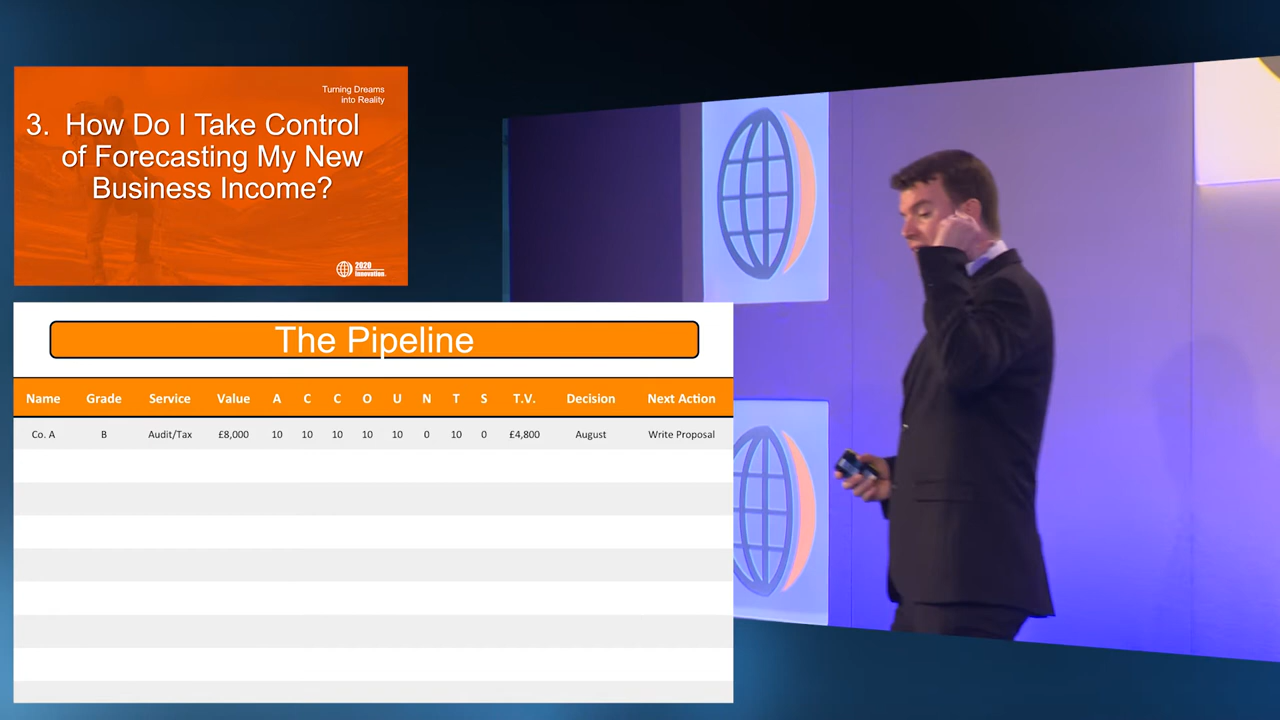 Turning Dreams
into Reality
3. How Do I Take Control
of Forecasting My New
Business Income?
2020
Innovation
The Pipeline
Name Grade Service Value A C C O U N T S T.V. Decision Next Action
Co. A B Audit/Tax £8,000 10 10 10 10 10 0 10 0 £4,800 August Write Proposal